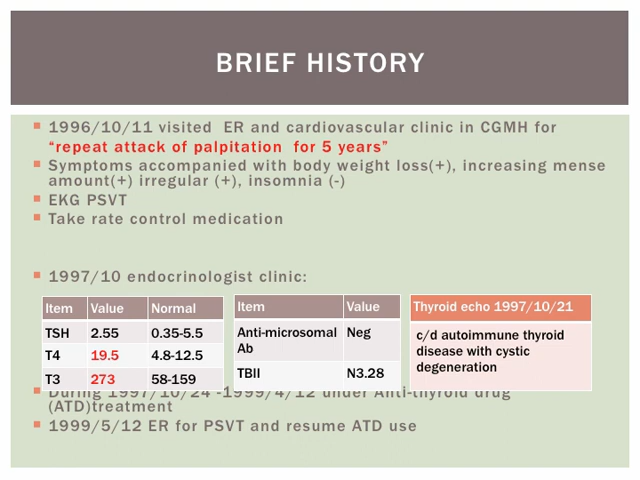 BRIEF HISTORY
1996/10/11 visited ER and cardiovascular clinic in CGMH for
“repeat attack of palpitation for 5 years”
Symptoms accompanied with body weight loss(+), increasing mense
amount(+) irregular (+), insomnia (-)
EKG PSVT
Take rate control medication
1997/10 endocrinologist clinic:
Item Value Normal
TSH 2.55 0.35-5.5
T4 19.5 4.8-12.5
T3 273 58-159
Item Value
Anti-microsomal Neg
Ab
TBII N3.28
Thyroid echo 1997/10/21
c/d autoimmune thyroid
disease with cystic
degeneration
During 1997/10/24 -1999/4/12 under Anti-thyroid drug
(ATD)treatment
1999/5/12 ER for PSVT and resume ATD use